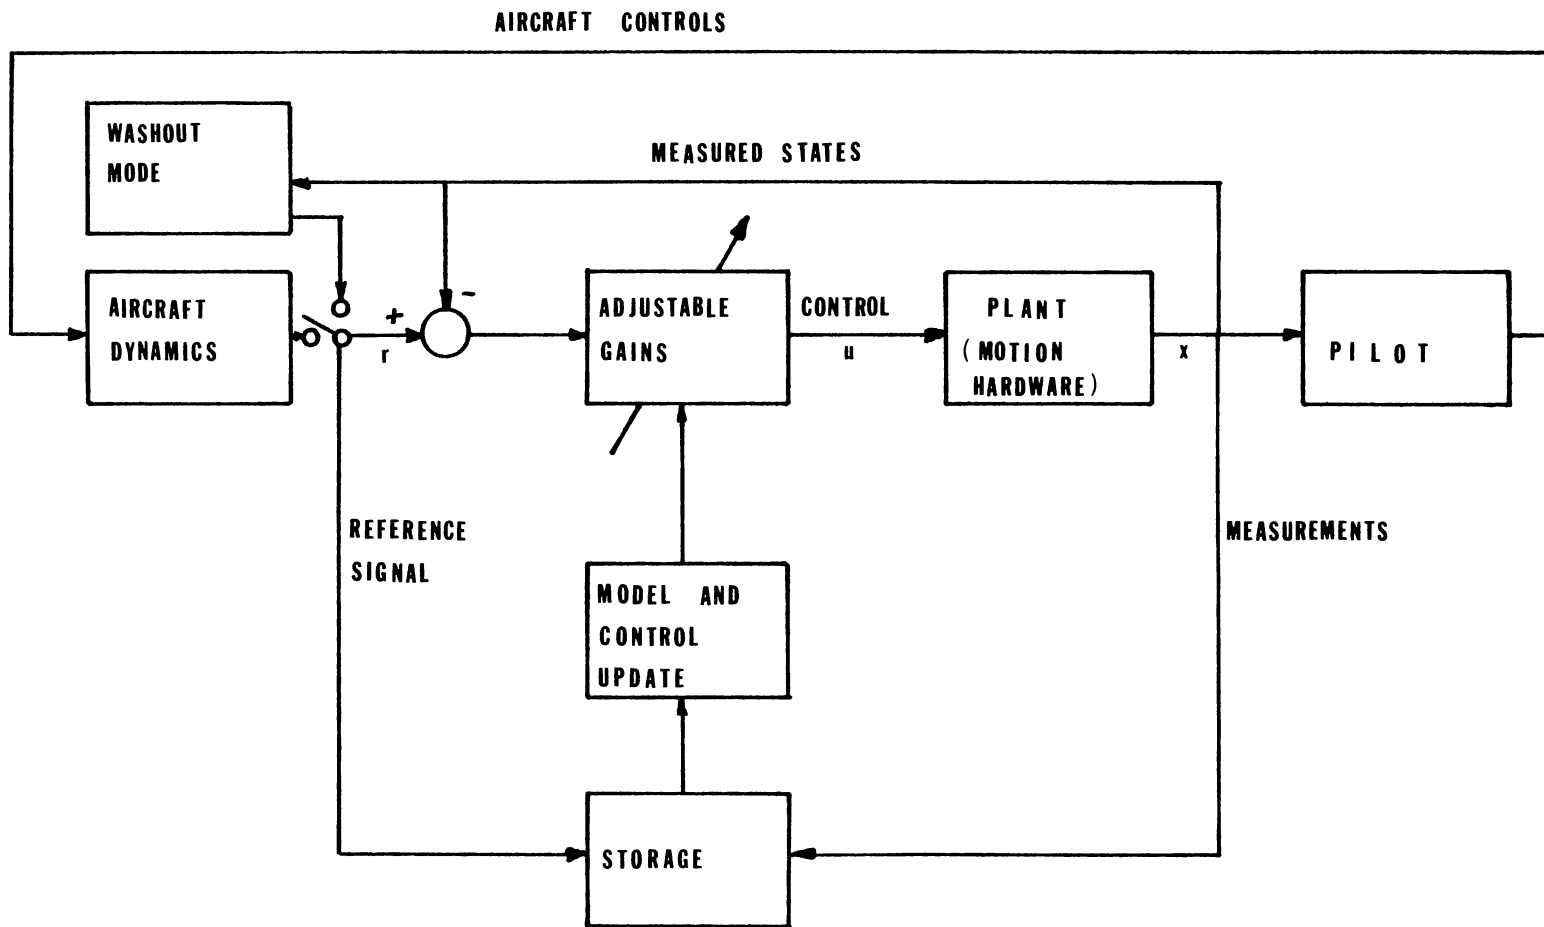 AIRCRAFT CONTROLS
WASHOUT
MODE
MEASURED STATES
AIRCRAFT
DYNAMICS
+
-
r
ADJUSTABLE
GAINS
CONTROL
u
PLANT
(MOTION
HARDWARE)
x
PILOT
REFERENCE
SIGNAL
MEASUREMENTS
MODEL AND
CONTROL
UPDATE
STORAGE